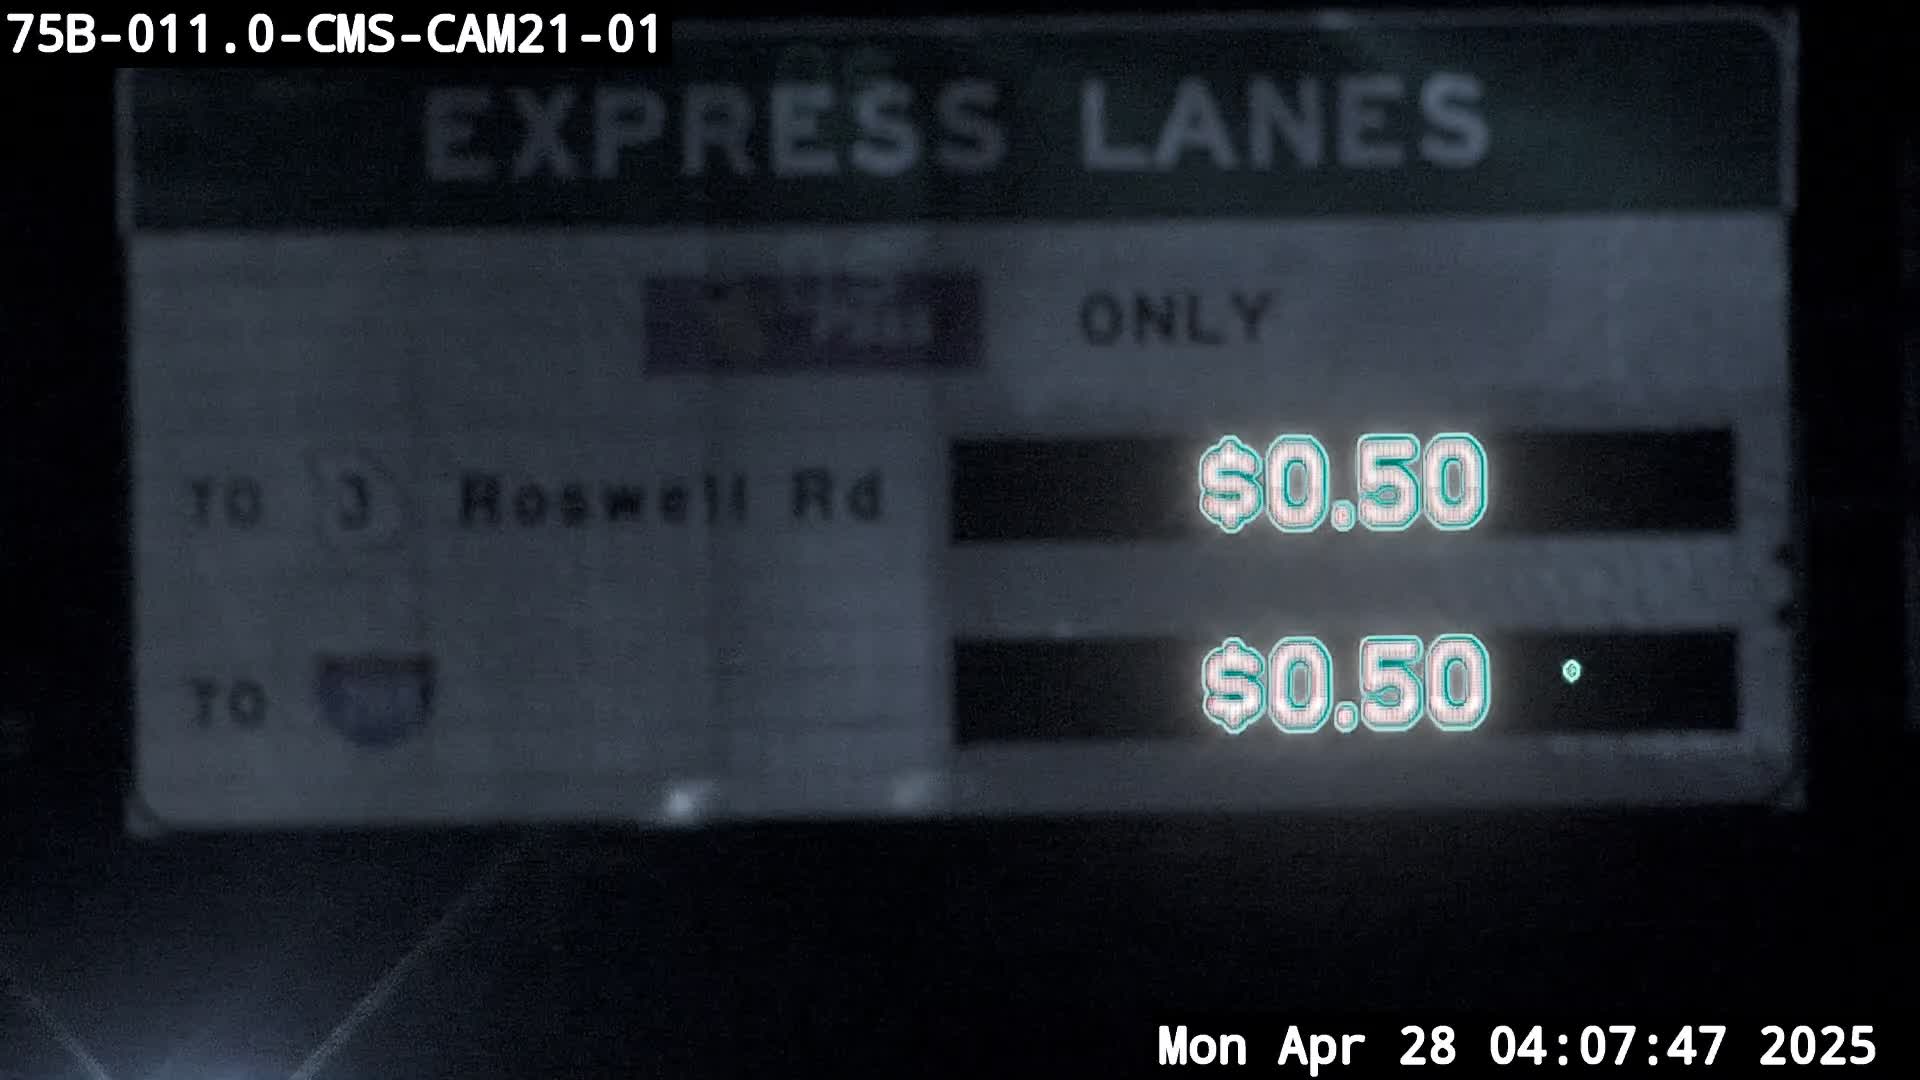 75B-011.0-CMS-CAM21-01
EXPRESS LANES
ONLY
TO 3 Roswell Rd $0.50
TO $0.50
Mon Apr 28 04:07:47 2025